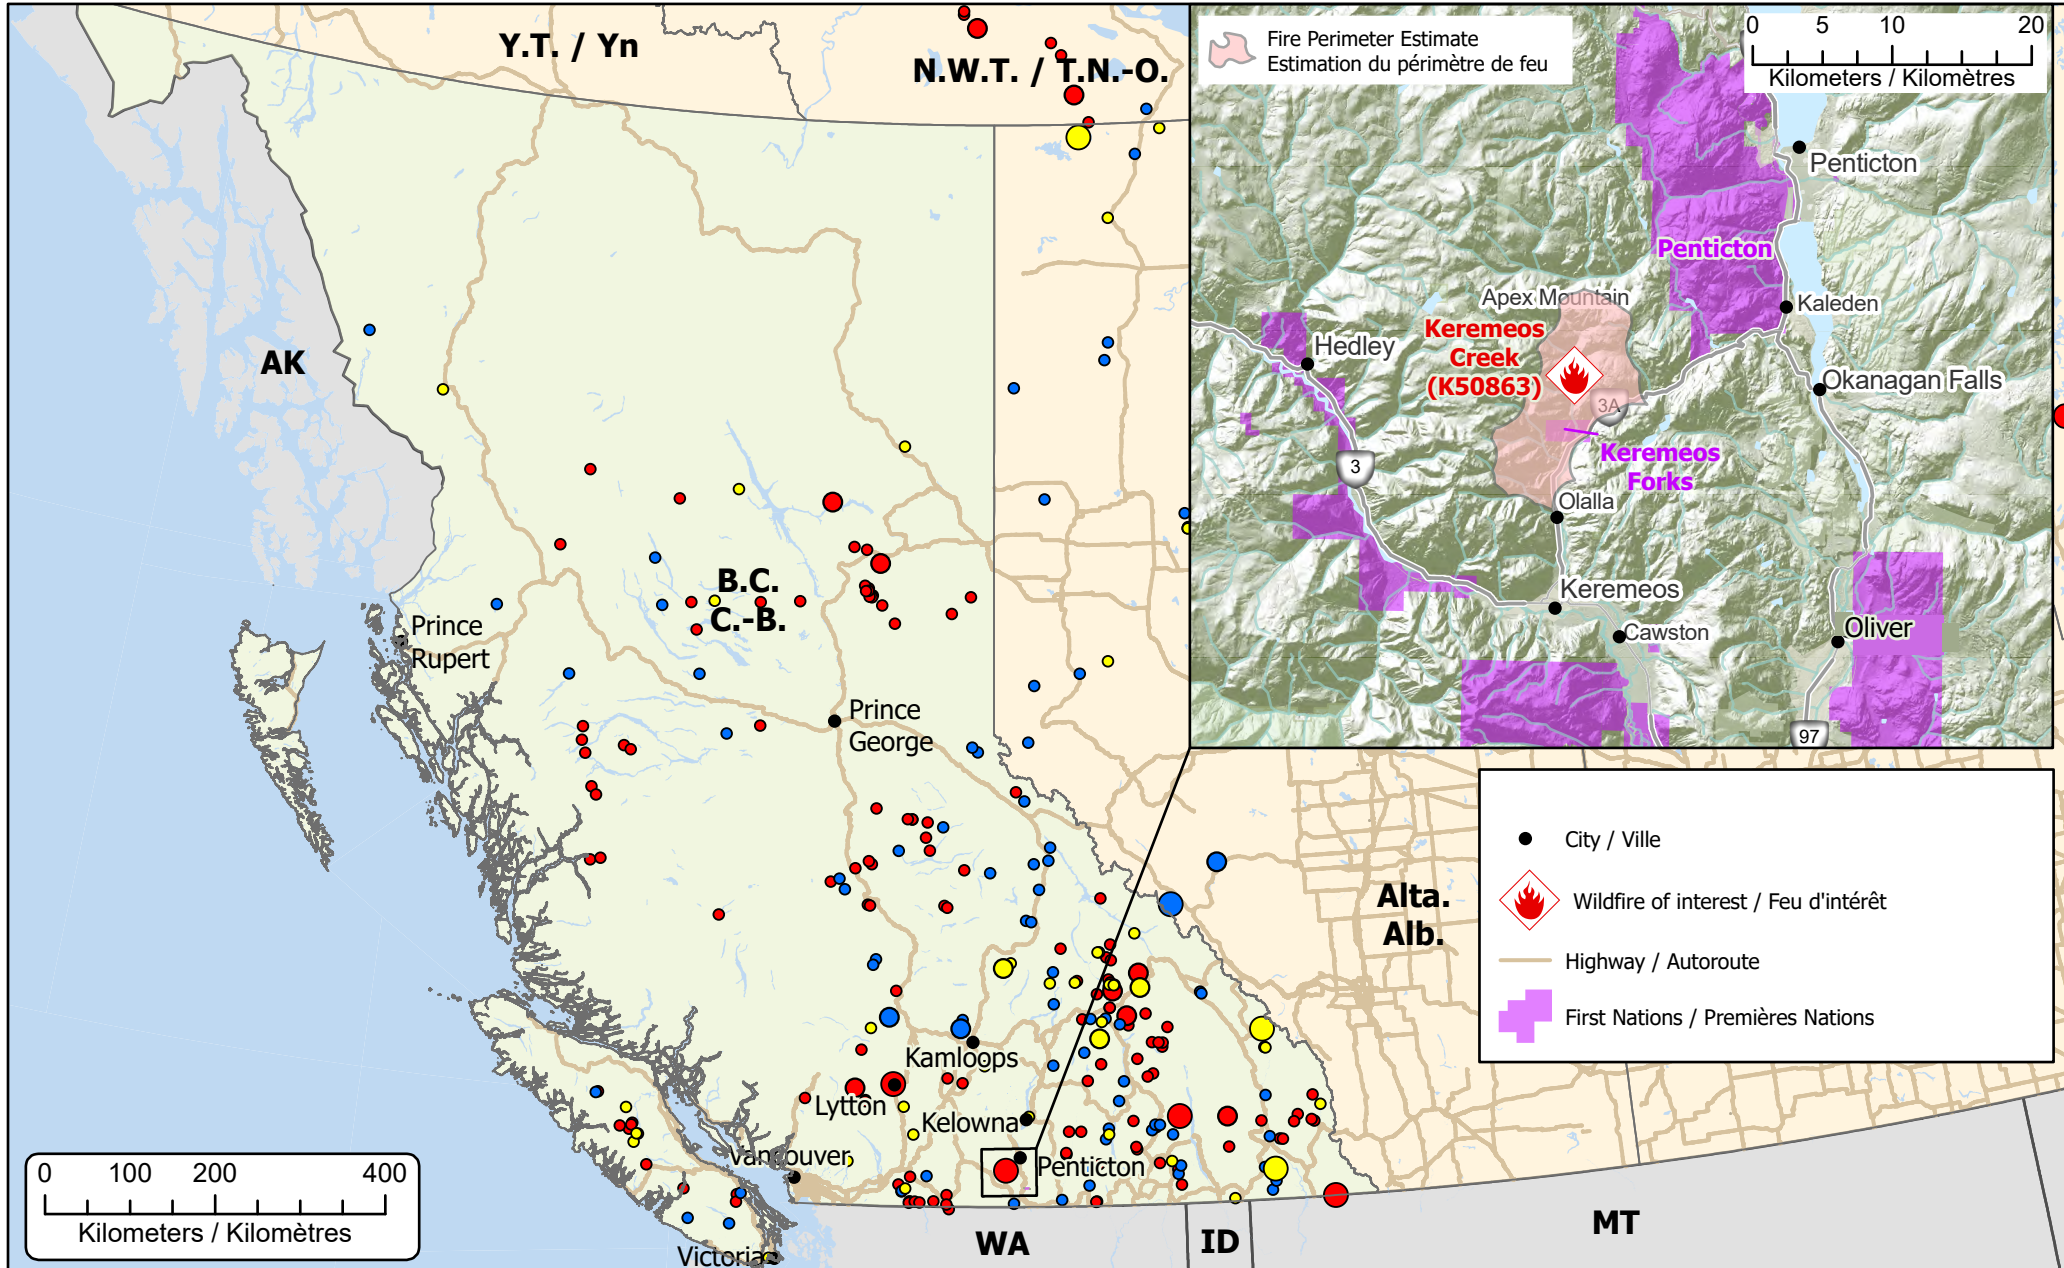 Y.T. / Yn
N.W.T. / T.N.-O.
AK
B.C.
C.-B.
Prince
Rupert
Prince
George
Alta.
Alb.
Kamloops
Lytton
Kelowna
Vancouver
Penticton
Victoria
WA
ID
MT
0 100 200 400
Kilometers / Kilomètres
Fire Perimeter Estimate
Estimation du périmètre de feu
0 5 10 20
Kilometers / Kilomètres
Penticton
Penticton
Apex Mountain
Kaleden
Keremeos
Creek
(K50863)
Hedley
Okanagan Falls
3A
Keremeos
Forks
3
Olalla
Keremeos
Cawston
Oliver
97
City / Ville
Wildfire of interest / Feu d'intérêt
Highway / Autoroute
First Nations / Premières Nations